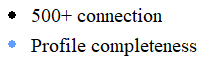 • 500+ connection
• Profile completeness